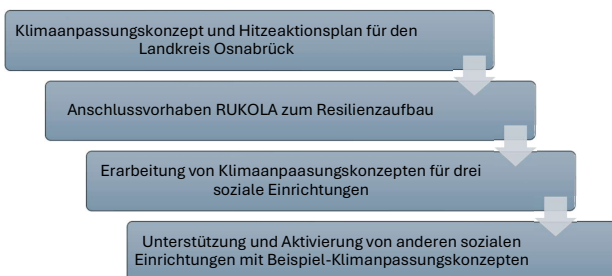 Klimaanpassungskonzept und Hitzeaktionsplan für den
Landkreis Osnabrück
Anschlussvorhaben RUKOLA zum Resilienzaufbau
Erarbeitung von Klimaanpaasungskonzepten für drei
soziale Einrichtungen
Unterstützung und Aktivierung von anderen sozialen
Einrichtungen mit Beispiel-Klimanpassungskonzepten